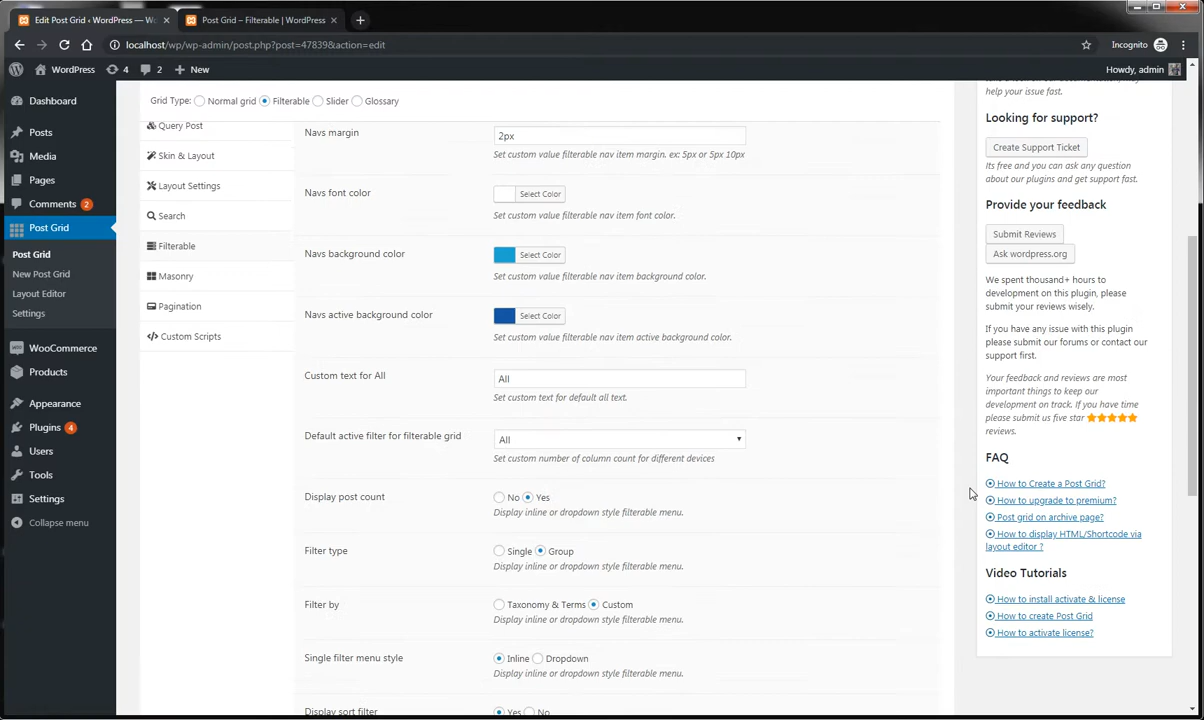 Edit Post Grid ‹ WordPress — Wo
Post Grid – Filterable | WordPress
localhost/wp/wp-admin/post.php?post=47839&action=edit
Incognito
WordPress 4 2 New
Howdy, admin
Dashboard
Posts
Media
Pages
Comments 2
Post Grid
Post Grid
New Post Grid
Layout Editor
Settings
WooCommerce
Products
Appearance
Plugins 4
Users
Tools
Settings
Collapse menu
Grid Type: Normal grid Filterable Slider Glossary
Query Post
Skin & Layout
Layout Settings
Search
Filterable
Masonry
Pagination
Custom Scripts
Navs margin
2px
Set custom value filterable nav item margin. ex: 5px or 5px 10px
Navs font color
Select Color
Set custom value filterable nav item font color.
Navs background color
Select Color
Set custom value filterable nav item background color.
Navs active background color
Select Color
Set custom value filterable nav item active background color.
Custom text for All
All
Set custom text for default all text.
Default active filter for filterable grid
All
Set custom number of column count for different devices
Display post count
No Yes
Display inline or dropdown style filterable menu.
Filter type
Single Group
Display inline or dropdown style filterable menu.
Filter by
Taxonomy & Terms Custom
Display inline or dropdown style filterable menu.
Single filter menu style
Inline Dropdown
Display inline or dropdown style filterable menu.
Display sort filter
Yes No
help your issue fast.
Looking for support?
Create Support Ticket
Its free and you can ask any question
about our plugins and get support fast.
Provide your feedback
Submit Reviews
Ask wordpress.org
We spent thousand+ hours to
development on this plugin, please
submit your reviews wisely.
If you have any issue with this plugin
please submit our forums or contact our
support first.
Your feedback and reviews are most
important things to keep our
development on track. If you have time
please submit us five star ★★★★★
reviews.
FAQ
How to Create a Post Grid?
How to upgrade to premium?
Post grid on archive page?
How to display HTML/Shortcode via
layout editor ?
Video Tutorials
How to install activate & license
How to create Post Grid
How to activate license?